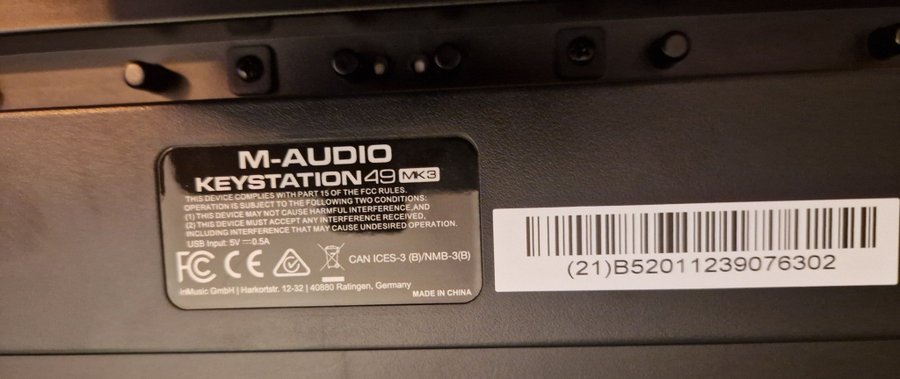 M-AUDIO
KEYSTATION 49 MK3
THIS DEVICE COMPLIES WITH PART 15 OF THE FCC RULES.
OPERATION IS SUBJECT TO THE FOLLOWING TWO CONDITIONS:
(1) THIS DEVICE MAY NOT CAUSE HARMFUL INTERFERENCE,AND
(2) THIS DEVICE MUST ACCEPT ANY INTERFERENCE RECEIVED,
INCLUDING INTERFERENCE THAT MAY CAUSE UNDESIRED OPERATION.
USB Input: 5V ⎓ 0.5A
FC CE CAN ICES-3 (B)/NMB-3(B)
inMusic GmbH | Harkortstr. 12-32 | 40880 Ratingen, Germany
MADE IN CHINA
(21)B52011239076302